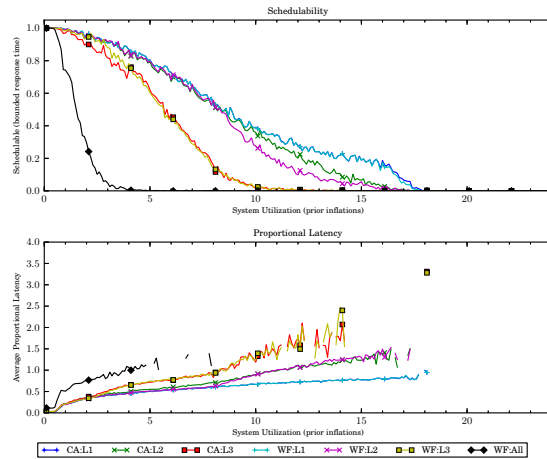 Schedulability
Schedulable (bounded response time)
1.0
0.8
0.6
0.4
0.2
0.0
0 5 10 15 20
System Utilization (prior inflations)
Proportional Latency
Average Proportional Latency
4.0
3.5
3.0
2.5
2.0
1.5
1.0
0.5
0.0
0 5 10 15 20
System Utilization (prior inflations)
CA:L1 CA:L2 CA:L3 WF:L1 WF:L2 WF:L3 WF:All